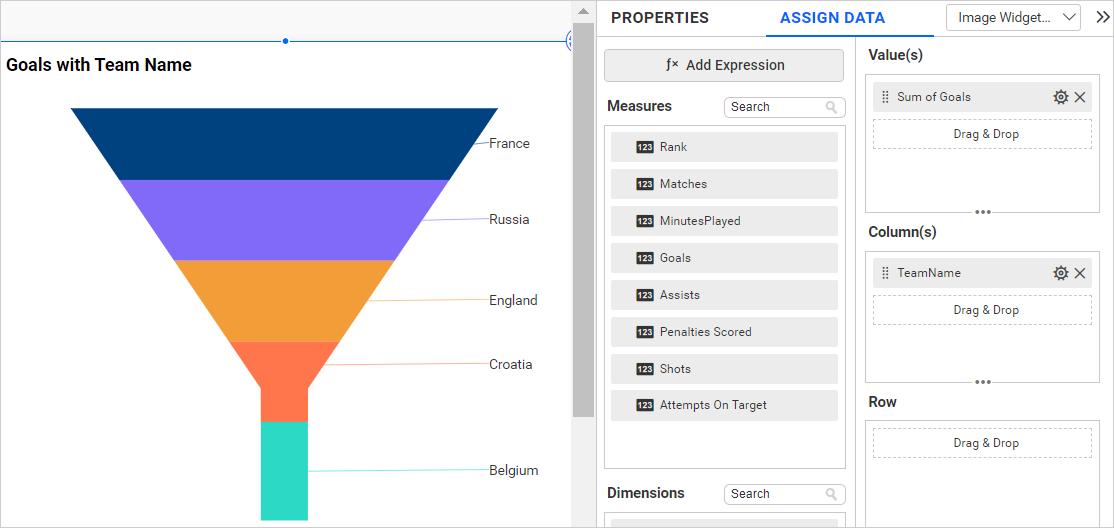 Goals with Team Name
France
Russia
England
Croatia
Belgium
PROPERTIES
ASSIGN DATA
Image Widget...
Add Expression
Measures
Search
123 Rank
123 Matches
123 MinutesPlayed
123 Goals
123 Assists
123 Penalties Scored
123 Shots
123 Attempts On Target
Dimensions
Search
Value(s)
Sum of Goals
Drag & Drop
Column(s)
TeamName
Drag & Drop
Row
Drag & Drop